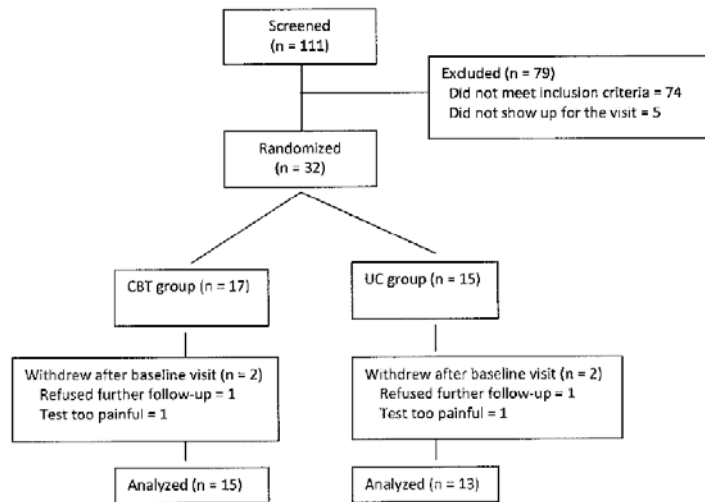 Screened
(n = 111)
Excluded (n = 79)
Did not meet inclusion criteria = 74
Did not show up for the visit = 5
Randomized
(n = 32)
CBT group (n = 17)
UC group (n = 15)
Withdrew after baseline visit (n = 2)
Refused further follow-up = 1
Test too painful = 1
Withdrew after baseline visit (n = 2)
Refused further follow-up = 1
Test too painful = 1
Analyzed (n = 15)
Analyzed (n = 13)